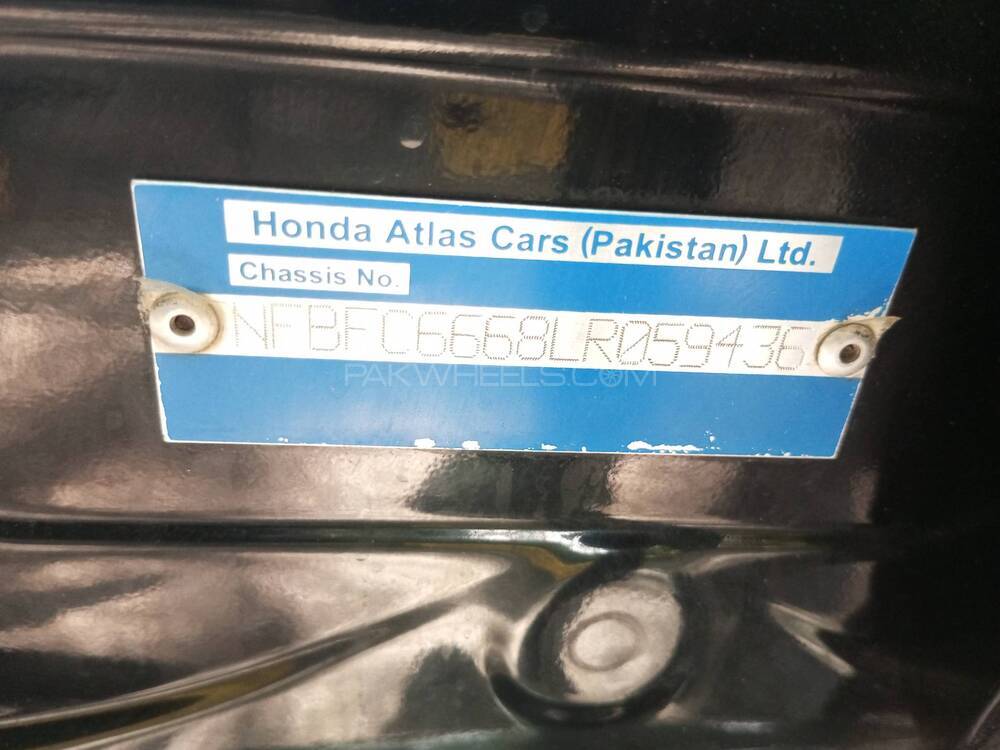 Honda Atlas Cars (Pakistan) Ltd.
Chassis No.
NFBFC6668LR059436
PAKWHEELS.COM